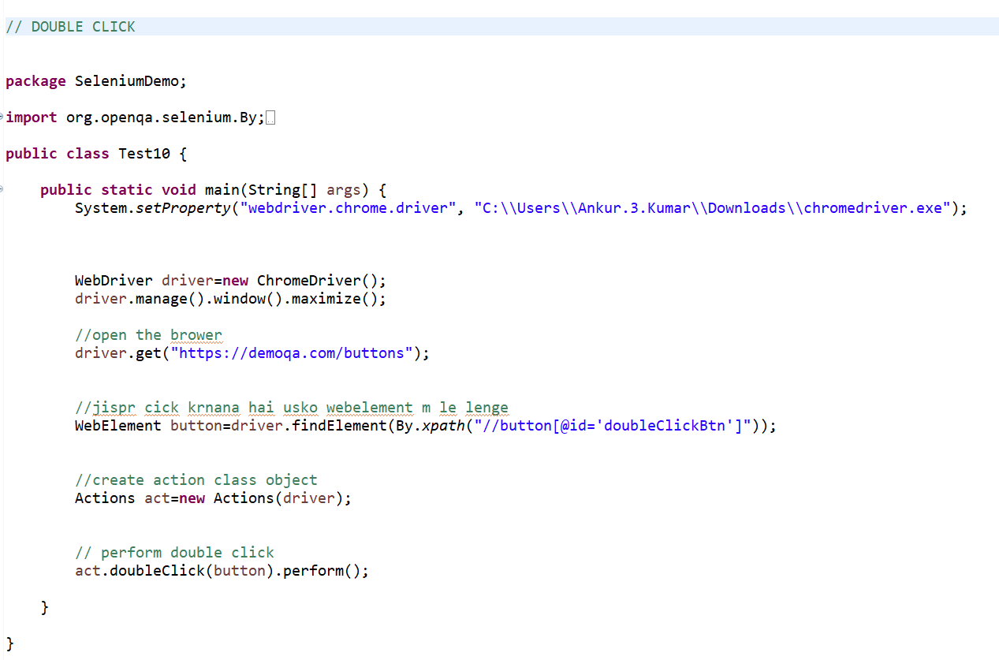 // DOUBLE CLICK
package SeleniumDemo;
import org.openqa.selenium.By;
public class Test10 {
public static void main(String[] args) {
System.setProperty("webdriver.chrome.driver", "C:\\Users\\Ankur.3.Kumar\\Downloads\\chromedriver.exe");
WebDriver driver=new ChromeDriver();
driver.manage().window().maximize();
//open the brower
driver.get("https://demoqa.com/buttons");
//jispr cick krnana hai usko webelement m le lenge
WebElement button=driver.findElement(By.xpath("//button[@id='doubleClickBtn']"));
//create action class object
Actions act=new Actions(driver);
// perform double click
act.doubleClick(button).perform();
}
}